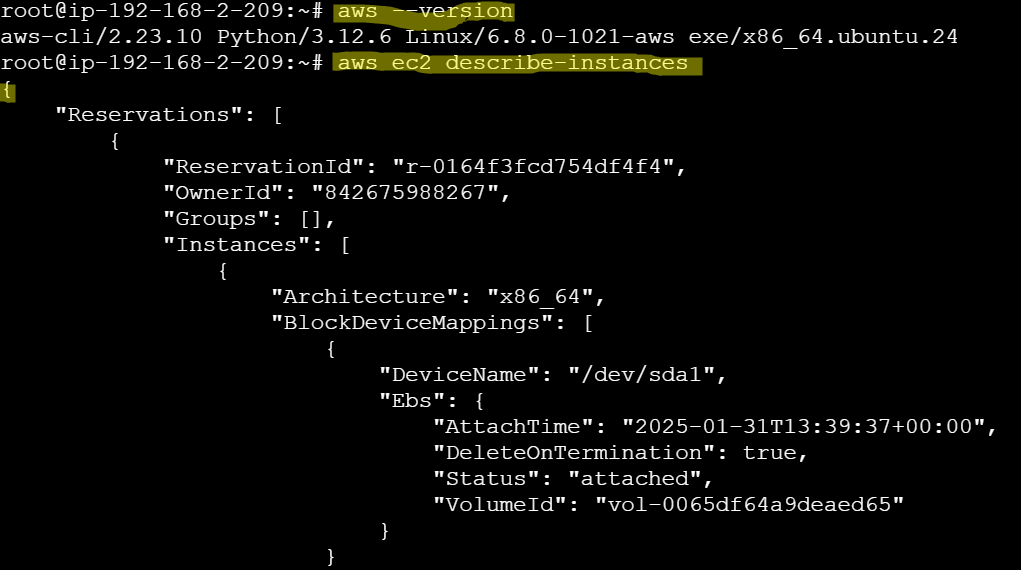 root@ip-192-168-2-209:~# aws --version
aws-cli/2.23.10 Python/3.12.6 Linux/6.8.0-1021-aws exe/x86_64.ubuntu.24
root@ip-192-168-2-209:~# aws ec2 describe-instances
{
    "Reservations": [
        {
            "ReservationId": "r-0164f3fcd754df4f4",
            "OwnerId": "842675988267",
            "Groups": [],
            "Instances": [
                {
                    "Architecture": "x86_64",
                    "BlockDeviceMappings": [
                        {
                            "DeviceName": "/dev/sda1",
                            "Ebs": {
                                "AttachTime": "2025-01-31T13:39:37+00:00",
                                "DeleteOnTermination": true,
                                "Status": "attached",
                                "VolumeId": "vol-0065df64a9deaed65"
                            }
                        }